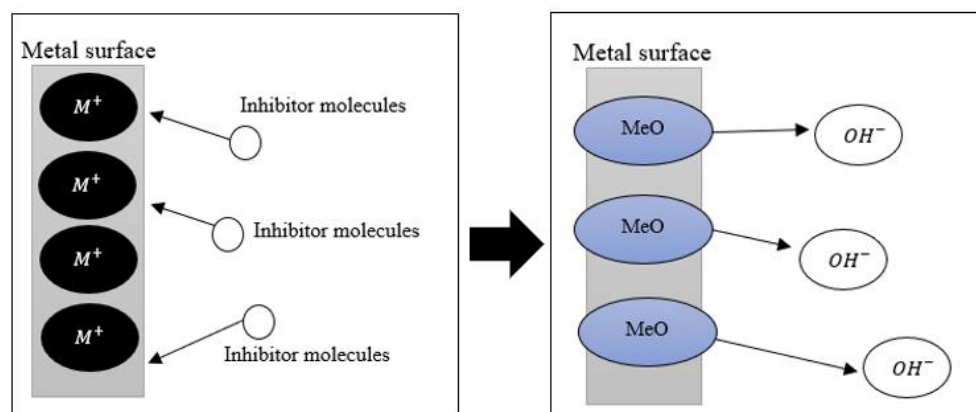 Metal surface
M⁺
Inhibitor molecules
M⁺
Inhibitor molecules
M⁺
M⁺
Inhibitor molecules
Metal surface
MeO
OH⁻
MeO
OH⁻
MeO
OH⁻